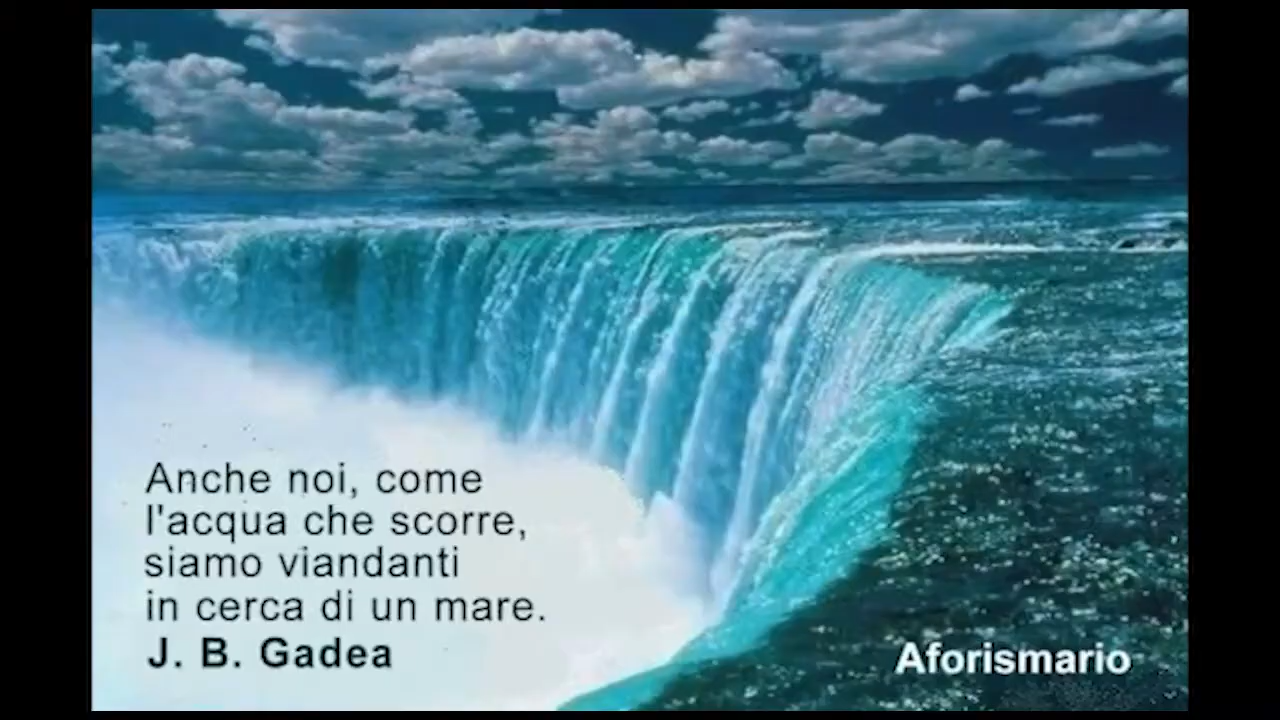 Anche noi, come
l'acqua che scorre,
siamo viandanti
in cerca di un mare.
J. B. Gadea
Aforismario